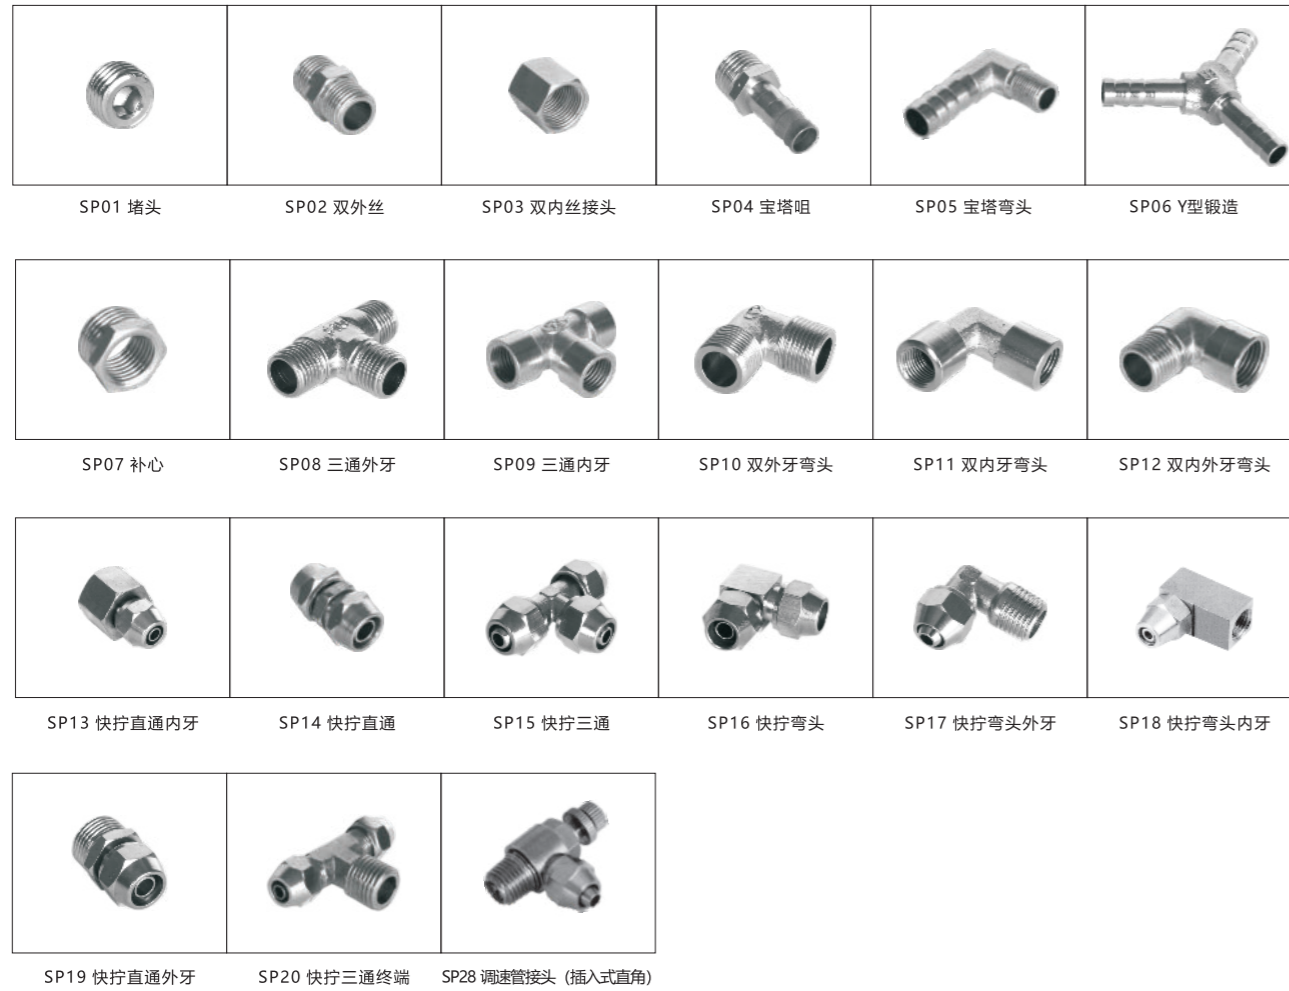 SP01 堵头
SP02 双外丝
SP03 双内丝接头
SP04 宝塔咀
SP05 宝塔弯头
SP06 Y型锻造
SP07 补心
SP08 三通外牙
SP09 三通内牙
SP10 双外牙弯头
SP11 双内牙弯头
SP12 双内外牙弯头
SP13 快拧直通内牙
SP14 快拧直通
SP15 快拧三通
SP16 快拧弯头
SP17 快拧弯头外牙
SP18 快拧弯头内牙
SP19 快拧直通外牙
SP20 快拧三通终端
SP28 调速管接头（插入式直角）